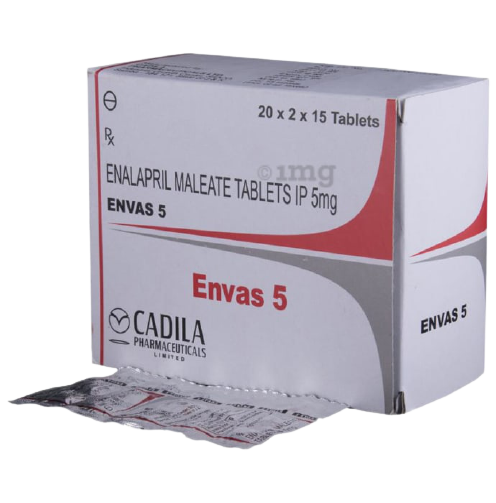 20 x 2 x 15 Tablets
Rx
©1mg
ENALAPRIL MALEATE TABLETS IP 5mg
ENVAS 5
Envas 5
ENVAS 5
CADILA
PHARMACEUTICALS
LIMITED